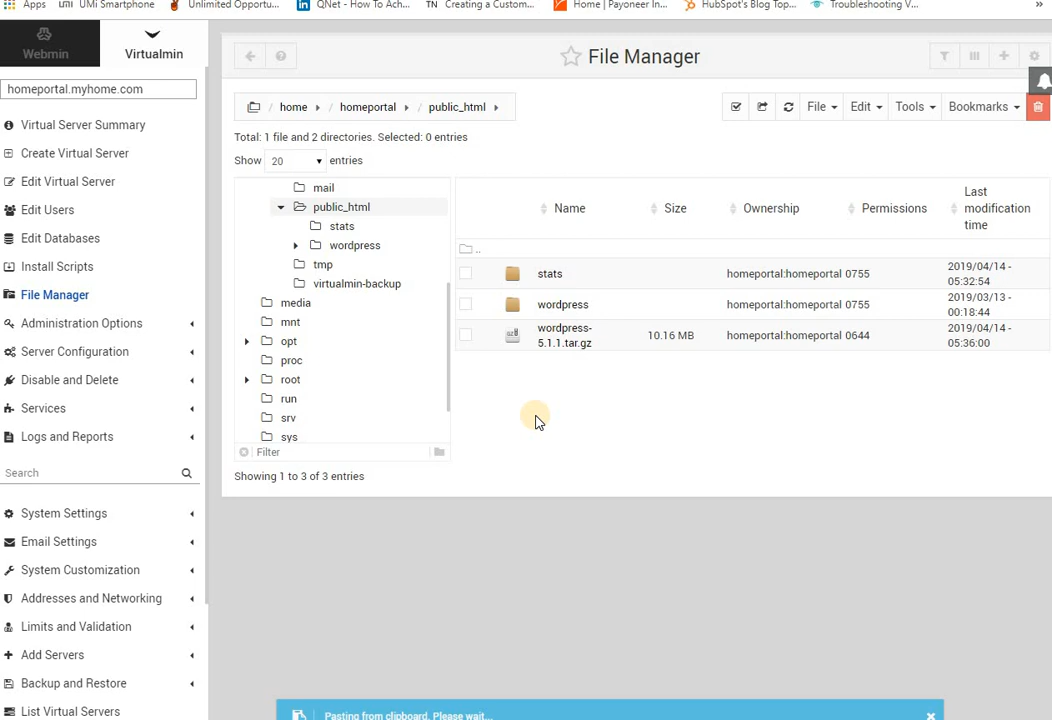 Apps UMi Smartphone Unlimited Opportu... QNet - How To Ach... TN Creating a Custom... Home | Payoneer In... HubSpot's Blog Top... Troubleshooting V... »
Webmin Virtualmin
homeportal.myhome.com
Virtual Server Summary
Create Virtual Server
Edit Virtual Server
Edit Users
Edit Databases
Install Scripts
File Manager
Administration Options
Server Configuration
Disable and Delete
Services
Logs and Reports
Search
System Settings
Email Settings
System Customization
Addresses and Networking
Limits and Validation
Add Servers
Backup and Restore
List Virtual Servers
File Manager
/ home homeportal public_html
File Edit Tools Bookmarks
Total: 1 file and 2 directories. Selected: 0 entries
Show 20 entries
mail
public_html
stats
wordpress
tmp
virtualmin-backup
media
mnt
opt
proc
root
run
srv
sys
Filter
Showing 1 to 3 of 3 entries
Name Size Ownership Permissions Last
modification
time
..
stats homeportal:homeportal 0755 2019/04/14 -
05:32:54
wordpress homeportal:homeportal 0755 2019/03/13 -
00:18:44
wordpress-
5.1.1.tar.gz 10.16 MB homeportal:homeportal 0644 2019/04/14 -
05:36:00
Pasting from clipboard. Please wait...